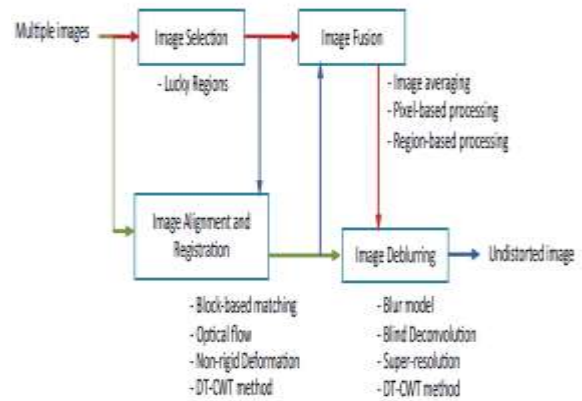 Multiple images
Image Selection
Image Fusion
- Lucky Regions
- Image averaging
- Pixel-based processing
- Region-based processing
Image Alignment and
Registration
Image Deblurring
Undistorted image
- Block-based matching
- Optical flow
- Non-rigid Deformation
- DT-CWT method
- Blur model
- Blind Deconvolution
- Super-resolution
- DT-CWT method